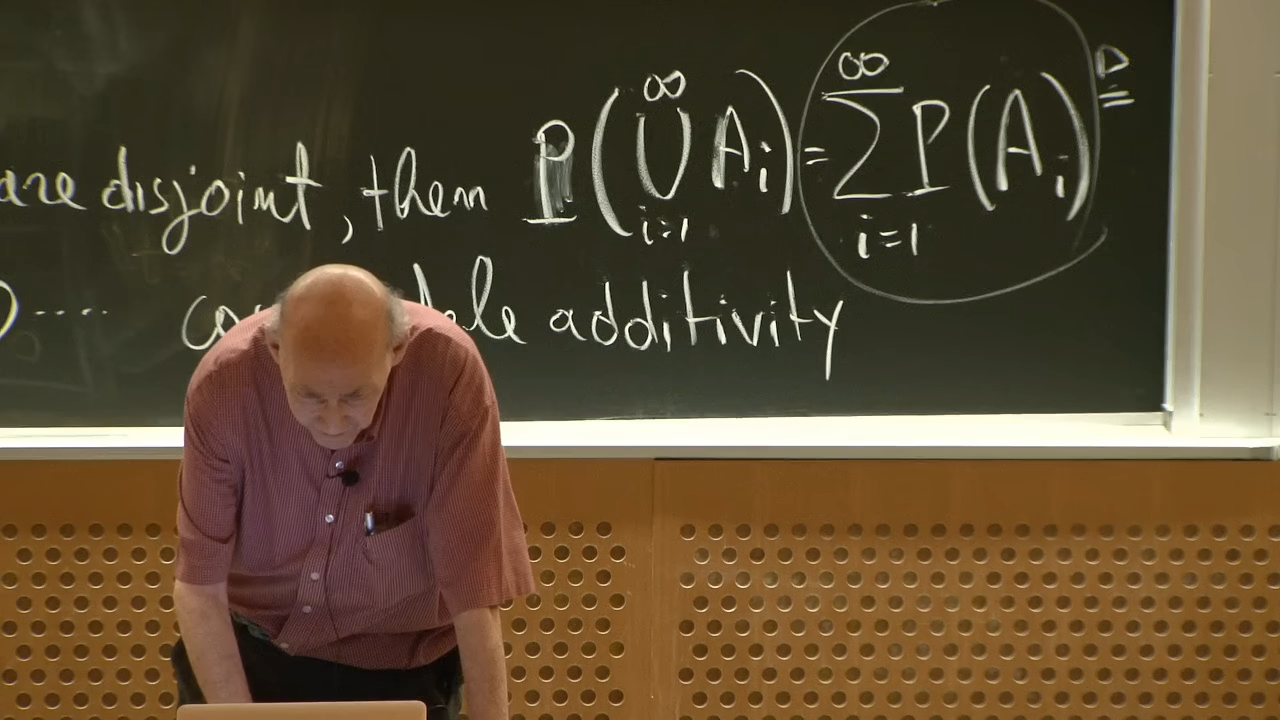 are disjoint, then P(⋃_{i=1}^{∞} A_i) = ∑_{i=1}^{∞} P(A_i) ≜
) .... additivity